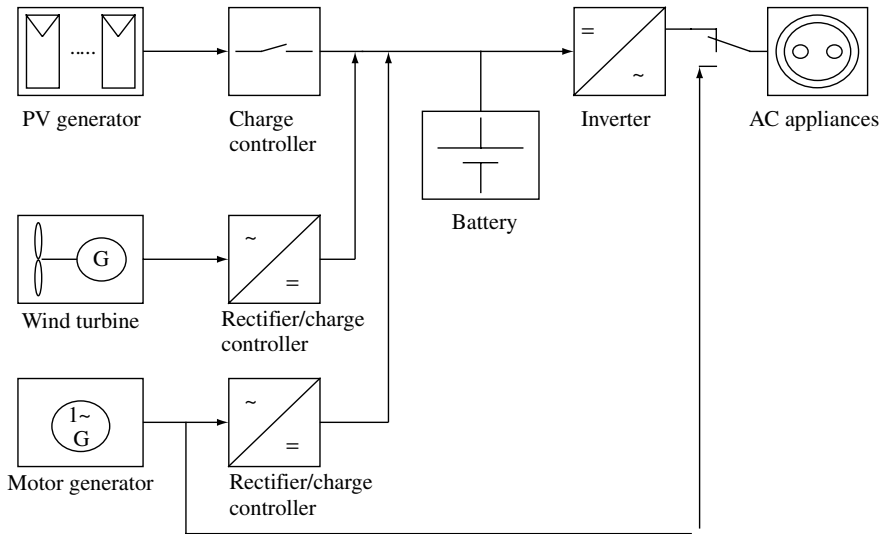 PV generator
Charge
controller
=
~
Inverter
AC appliances
Battery
G
Wind turbine
~
=
Rectifier/charge
controller
1~
G
Motor generator
~
=
Rectifier/charge
controller